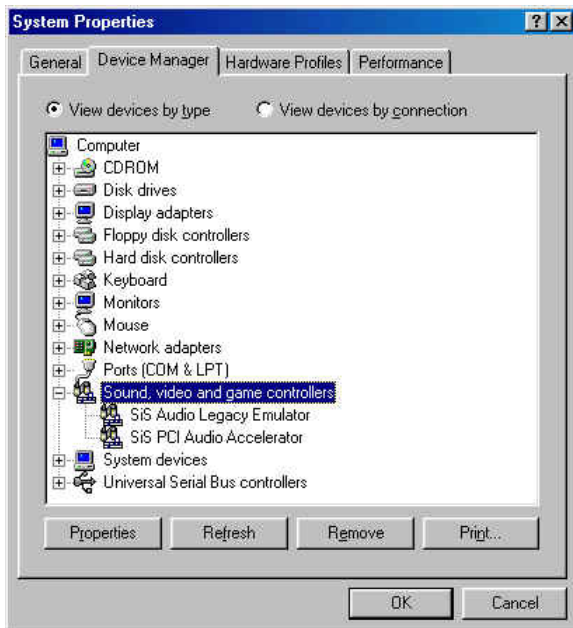 System Properties
General Device Manager Hardware Profiles Performance
View devices by type View devices by connection
Computer
CDROM
Disk drives
Display adapters
Floppy disk controllers
Hard disk controllers
Keyboard
Monitors
Mouse
Network adapters
Ports (COM & LPT)
Sound, video and game controllers
SiS Audio Legacy Emulator
SiS PCI Audio Accelerator
System devices
Universal Serial Bus controllers
Properties Refresh Remove Print...
OK Cancel